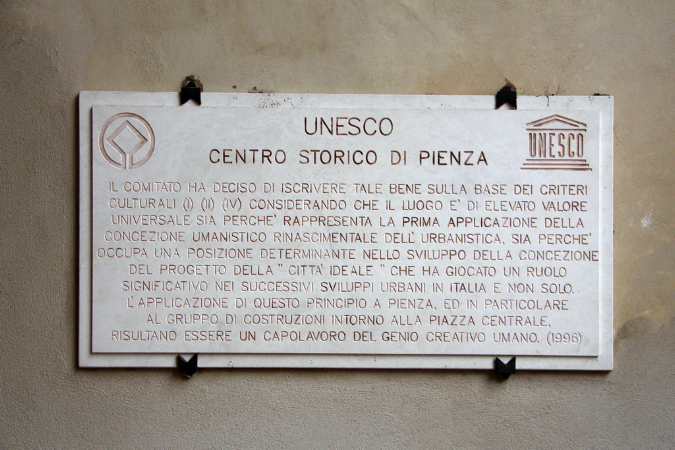 UNESCO
CENTRO STORICO DI PIENZA
UNESCO
IL COMITATO HA DECISO DI ISCRIVERE TALE BENE SULLA BASE DEI CRITERI
CULTURALI (I) (II) (IV) CONSIDERANDO CHE IL LUOGO E' DI ELEVATO VALORE
UNIVERSALE SIA PERCHE' RAPPRESENTA LA PRIMA APPLICAZIONE DELLA
CONCEZIONE UMANISTICO RINASCIMENTALE DELL' URBANISTICA, SIA PERCHE'
OCCUPA UNA POSIZIONE DETERMINANTE NELLO SVILUPPO DELLA CONCEZIONE
DEL PROGETTO DELLA " CITTA' IDEALE " CHE HA GIOCATO UN RUOLO
SIGNIFICATIVO NEI SUCCESSIVI SVILUPPI URBANI IN ITALIA E NON SOLO.
L'APPLICAZIONE DI QUESTO PRINCIPIO A PIENZA, ED IN PARTICOLARE
AL GRUPPO DI COSTRUZIONI INTORNO ALLA PIAZZA CENTRALE,
RISULTANO ESSERE UN CAPOLAVORO DEL GENIO CREATIVO UMANO. (1996)